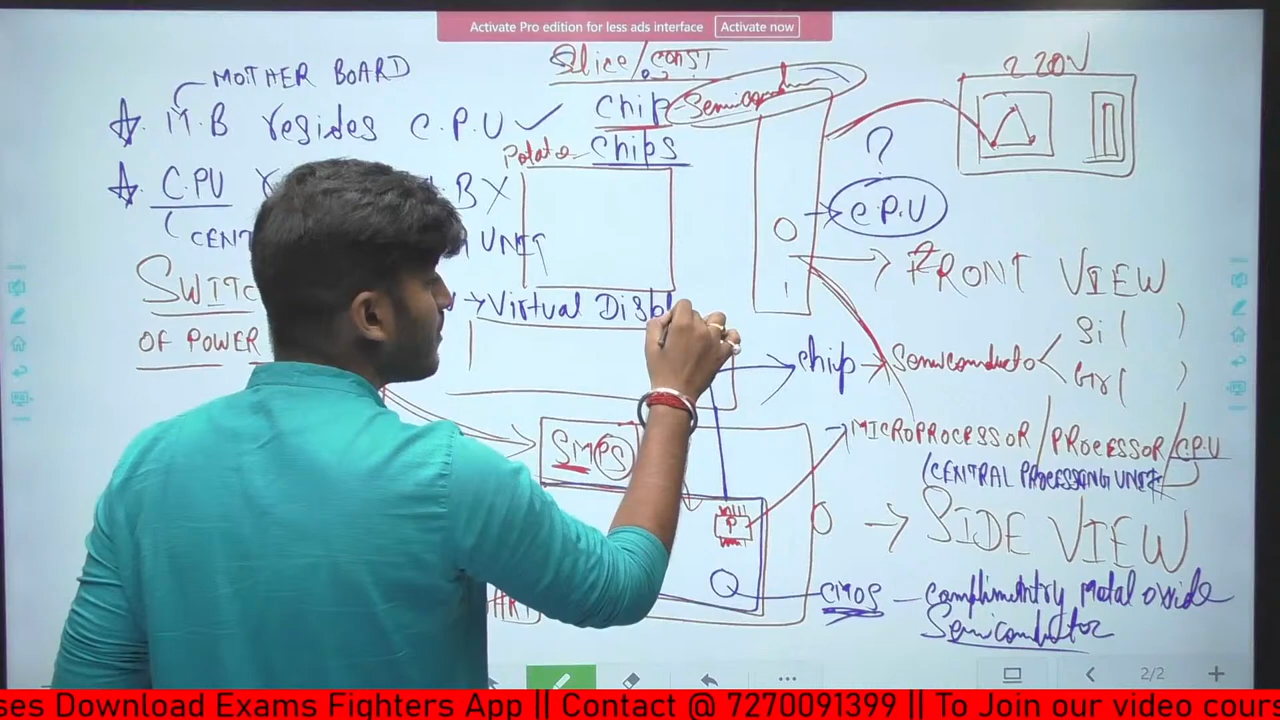 Activate Pro edition for less ads interface Activate now
Slice/const
220V
MOTHER BOARD
M.B resides C.P.U ✓
Chip Semiconductor
Potato Chips
?
C.P.U
C.P.U
B X
CENT
UNIT
FRONT VIEW
SWITC
→ Virtual Displ
OF POWER
Si ( )
→ chip → Semiconducto
Gr( )
SMPS
MICROPROCESSOR / PROCESSOR / C.P.U
(CENTRAL PROCESSING UNIT
P
→ SIDE VIEW
CMOS – Complimentry Metal oxide
Semiconductor
2/2
ses Download Exams Fighters App || Contact @ 7270091399 || To Join our video cours